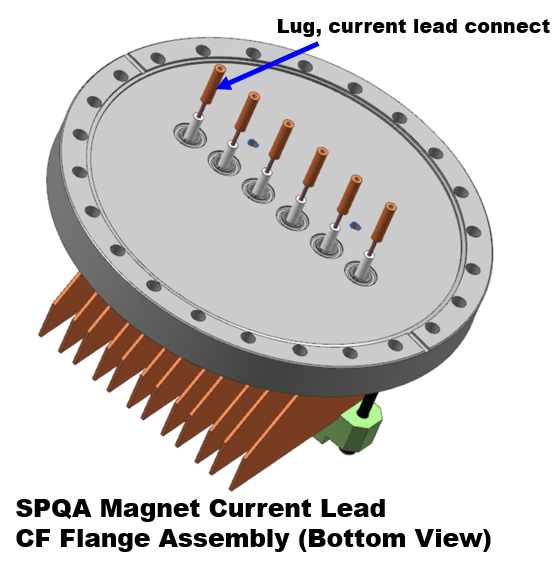 Lug, current lead connect
SPQA Magnet Current Lead
CF Flange Assembly (Bottom View)